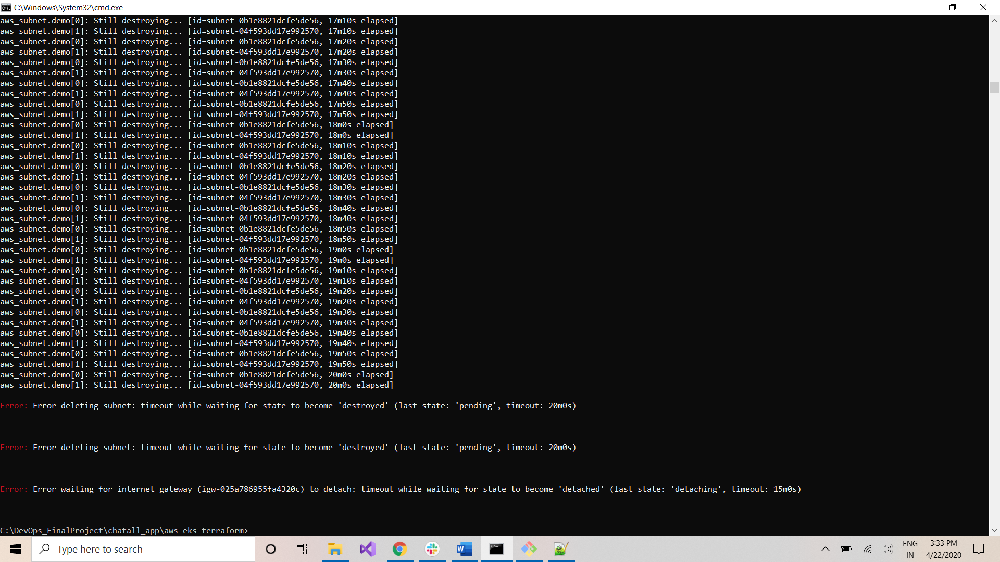 C:\Windows\System32\cmd.exe
aws_subnet.demo[0]: Still destroying... [id=subnet-0b1e8821dcfe5de56, 17m10s elapsed]
aws_subnet.demo[1]: Still destroying... [id=subnet-04f593dd17e992570, 17m10s elapsed]
aws_subnet.demo[0]: Still destroying... [id=subnet-0b1e8821dcfe5de56, 17m20s elapsed]
aws_subnet.demo[1]: Still destroying... [id=subnet-04f593dd17e992570, 17m20s elapsed]
aws_subnet.demo[0]: Still destroying... [id=subnet-0b1e8821dcfe5de56, 17m30s elapsed]
aws_subnet.demo[1]: Still destroying... [id=subnet-04f593dd17e992570, 17m30s elapsed]
aws_subnet.demo[0]: Still destroying... [id=subnet-0b1e8821dcfe5de56, 17m40s elapsed]
aws_subnet.demo[1]: Still destroying... [id=subnet-04f593dd17e992570, 17m40s elapsed]
aws_subnet.demo[0]: Still destroying... [id=subnet-0b1e8821dcfe5de56, 17m50s elapsed]
aws_subnet.demo[1]: Still destroying... [id=subnet-04f593dd17e992570, 17m50s elapsed]
aws_subnet.demo[0]: Still destroying... [id=subnet-0b1e8821dcfe5de56, 18m0s elapsed]
aws_subnet.demo[1]: Still destroying... [id=subnet-04f593dd17e992570, 18m0s elapsed]
aws_subnet.demo[0]: Still destroying... [id=subnet-0b1e8821dcfe5de56, 18m10s elapsed]
aws_subnet.demo[1]: Still destroying... [id=subnet-04f593dd17e992570, 18m10s elapsed]
aws_subnet.demo[0]: Still destroying... [id=subnet-0b1e8821dcfe5de56, 18m20s elapsed]
aws_subnet.demo[1]: Still destroying... [id=subnet-04f593dd17e992570, 18m20s elapsed]
aws_subnet.demo[0]: Still destroying... [id=subnet-0b1e8821dcfe5de56, 18m30s elapsed]
aws_subnet.demo[1]: Still destroying... [id=subnet-04f593dd17e992570, 18m30s elapsed]
aws_subnet.demo[0]: Still destroying... [id=subnet-0b1e8821dcfe5de56, 18m40s elapsed]
aws_subnet.demo[1]: Still destroying... [id=subnet-04f593dd17e992570, 18m40s elapsed]
aws_subnet.demo[0]: Still destroying... [id=subnet-0b1e8821dcfe5de56, 18m50s elapsed]
aws_subnet.demo[1]: Still destroying... [id=subnet-04f593dd17e992570, 18m50s elapsed]
aws_subnet.demo[0]: Still destroying... [id=subnet-0b1e8821dcfe5de56, 19m0s elapsed]
aws_subnet.demo[1]: Still destroying... [id=subnet-04f593dd17e992570, 19m0s elapsed]
aws_subnet.demo[0]: Still destroying... [id=subnet-0b1e8821dcfe5de56, 19m10s elapsed]
aws_subnet.demo[1]: Still destroying... [id=subnet-04f593dd17e992570, 19m10s elapsed]
aws_subnet.demo[0]: Still destroying... [id=subnet-0b1e8821dcfe5de56, 19m20s elapsed]
aws_subnet.demo[1]: Still destroying... [id=subnet-04f593dd17e992570, 19m20s elapsed]
aws_subnet.demo[0]: Still destroying... [id=subnet-0b1e8821dcfe5de56, 19m30s elapsed]
aws_subnet.demo[1]: Still destroying... [id=subnet-04f593dd17e992570, 19m30s elapsed]
aws_subnet.demo[0]: Still destroying... [id=subnet-0b1e8821dcfe5de56, 19m40s elapsed]
aws_subnet.demo[1]: Still destroying... [id=subnet-04f593dd17e992570, 19m40s elapsed]
aws_subnet.demo[0]: Still destroying... [id=subnet-0b1e8821dcfe5de56, 19m50s elapsed]
aws_subnet.demo[1]: Still destroying... [id=subnet-04f593dd17e992570, 19m50s elapsed]
aws_subnet.demo[0]: Still destroying... [id=subnet-0b1e8821dcfe5de56, 20m0s elapsed]
aws_subnet.demo[1]: Still destroying... [id=subnet-04f593dd17e992570, 20m0s elapsed]
Error: Error deleting subnet: timeout while waiting for state to become 'destroyed' (last state: 'pending', timeout: 20m0s)
Error: Error deleting subnet: timeout while waiting for state to become 'destroyed' (last state: 'pending', timeout: 20m0s)
Error: Error waiting for internet gateway (igw-025a786955fa4320c) to detach: timeout while waiting for state to become 'detached' (last state: 'detaching', timeout: 15m0s)
C:\DevOps_FinalProject\chatall_app\aws-eks-terraform>
Type here to search
ENG
IN
3:33 PM
4/22/2020